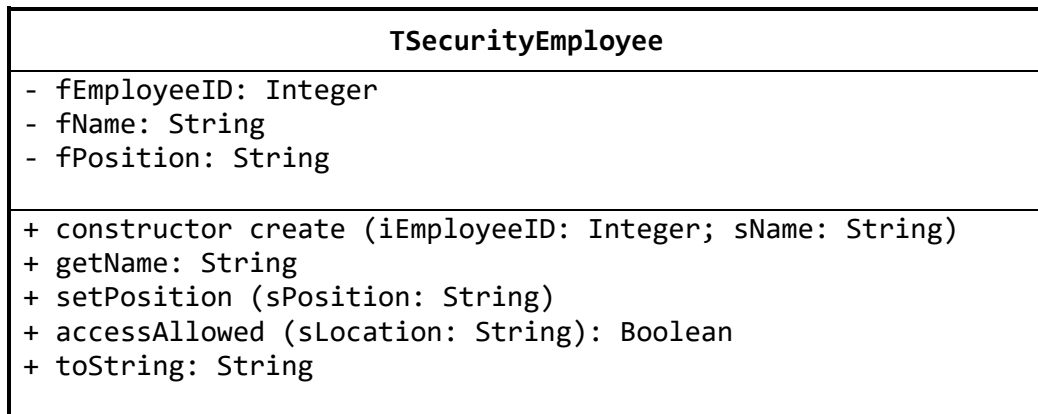 TSecurityEmployee
- fEmployeeID: Integer
- fName: String
- fPosition: String
+ constructor create (iEmployeeID: Integer; sName: String)
+ getName: String
+ setPosition (sPosition: String)
+ accessAllowed (sLocation: String): Boolean
+ toString: String